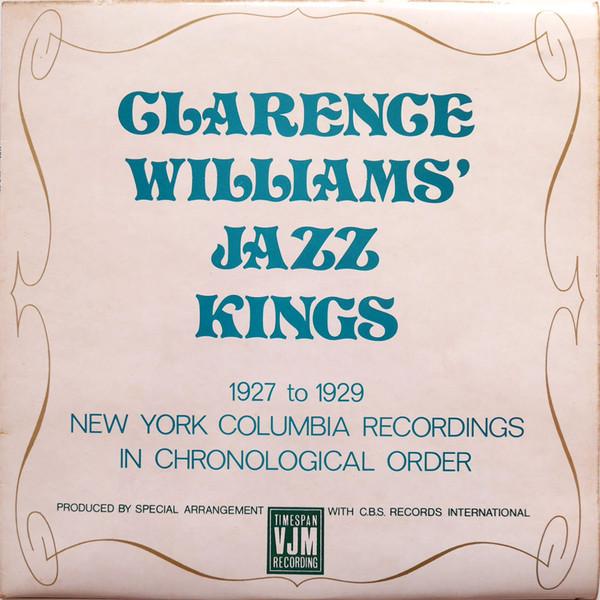 CLARENCE
WILLIAMS'
JAZZ
KINGS
1927 to 1929
NEW YORK COLUMBIA RECORDINGS
IN CHRONOLOGICAL ORDER
PRODUCED BY SPECIAL ARRANGEMENT WITH C.B.S. RECORDS INTERNATIONAL
TIMESPAN
VJM
RECORDING